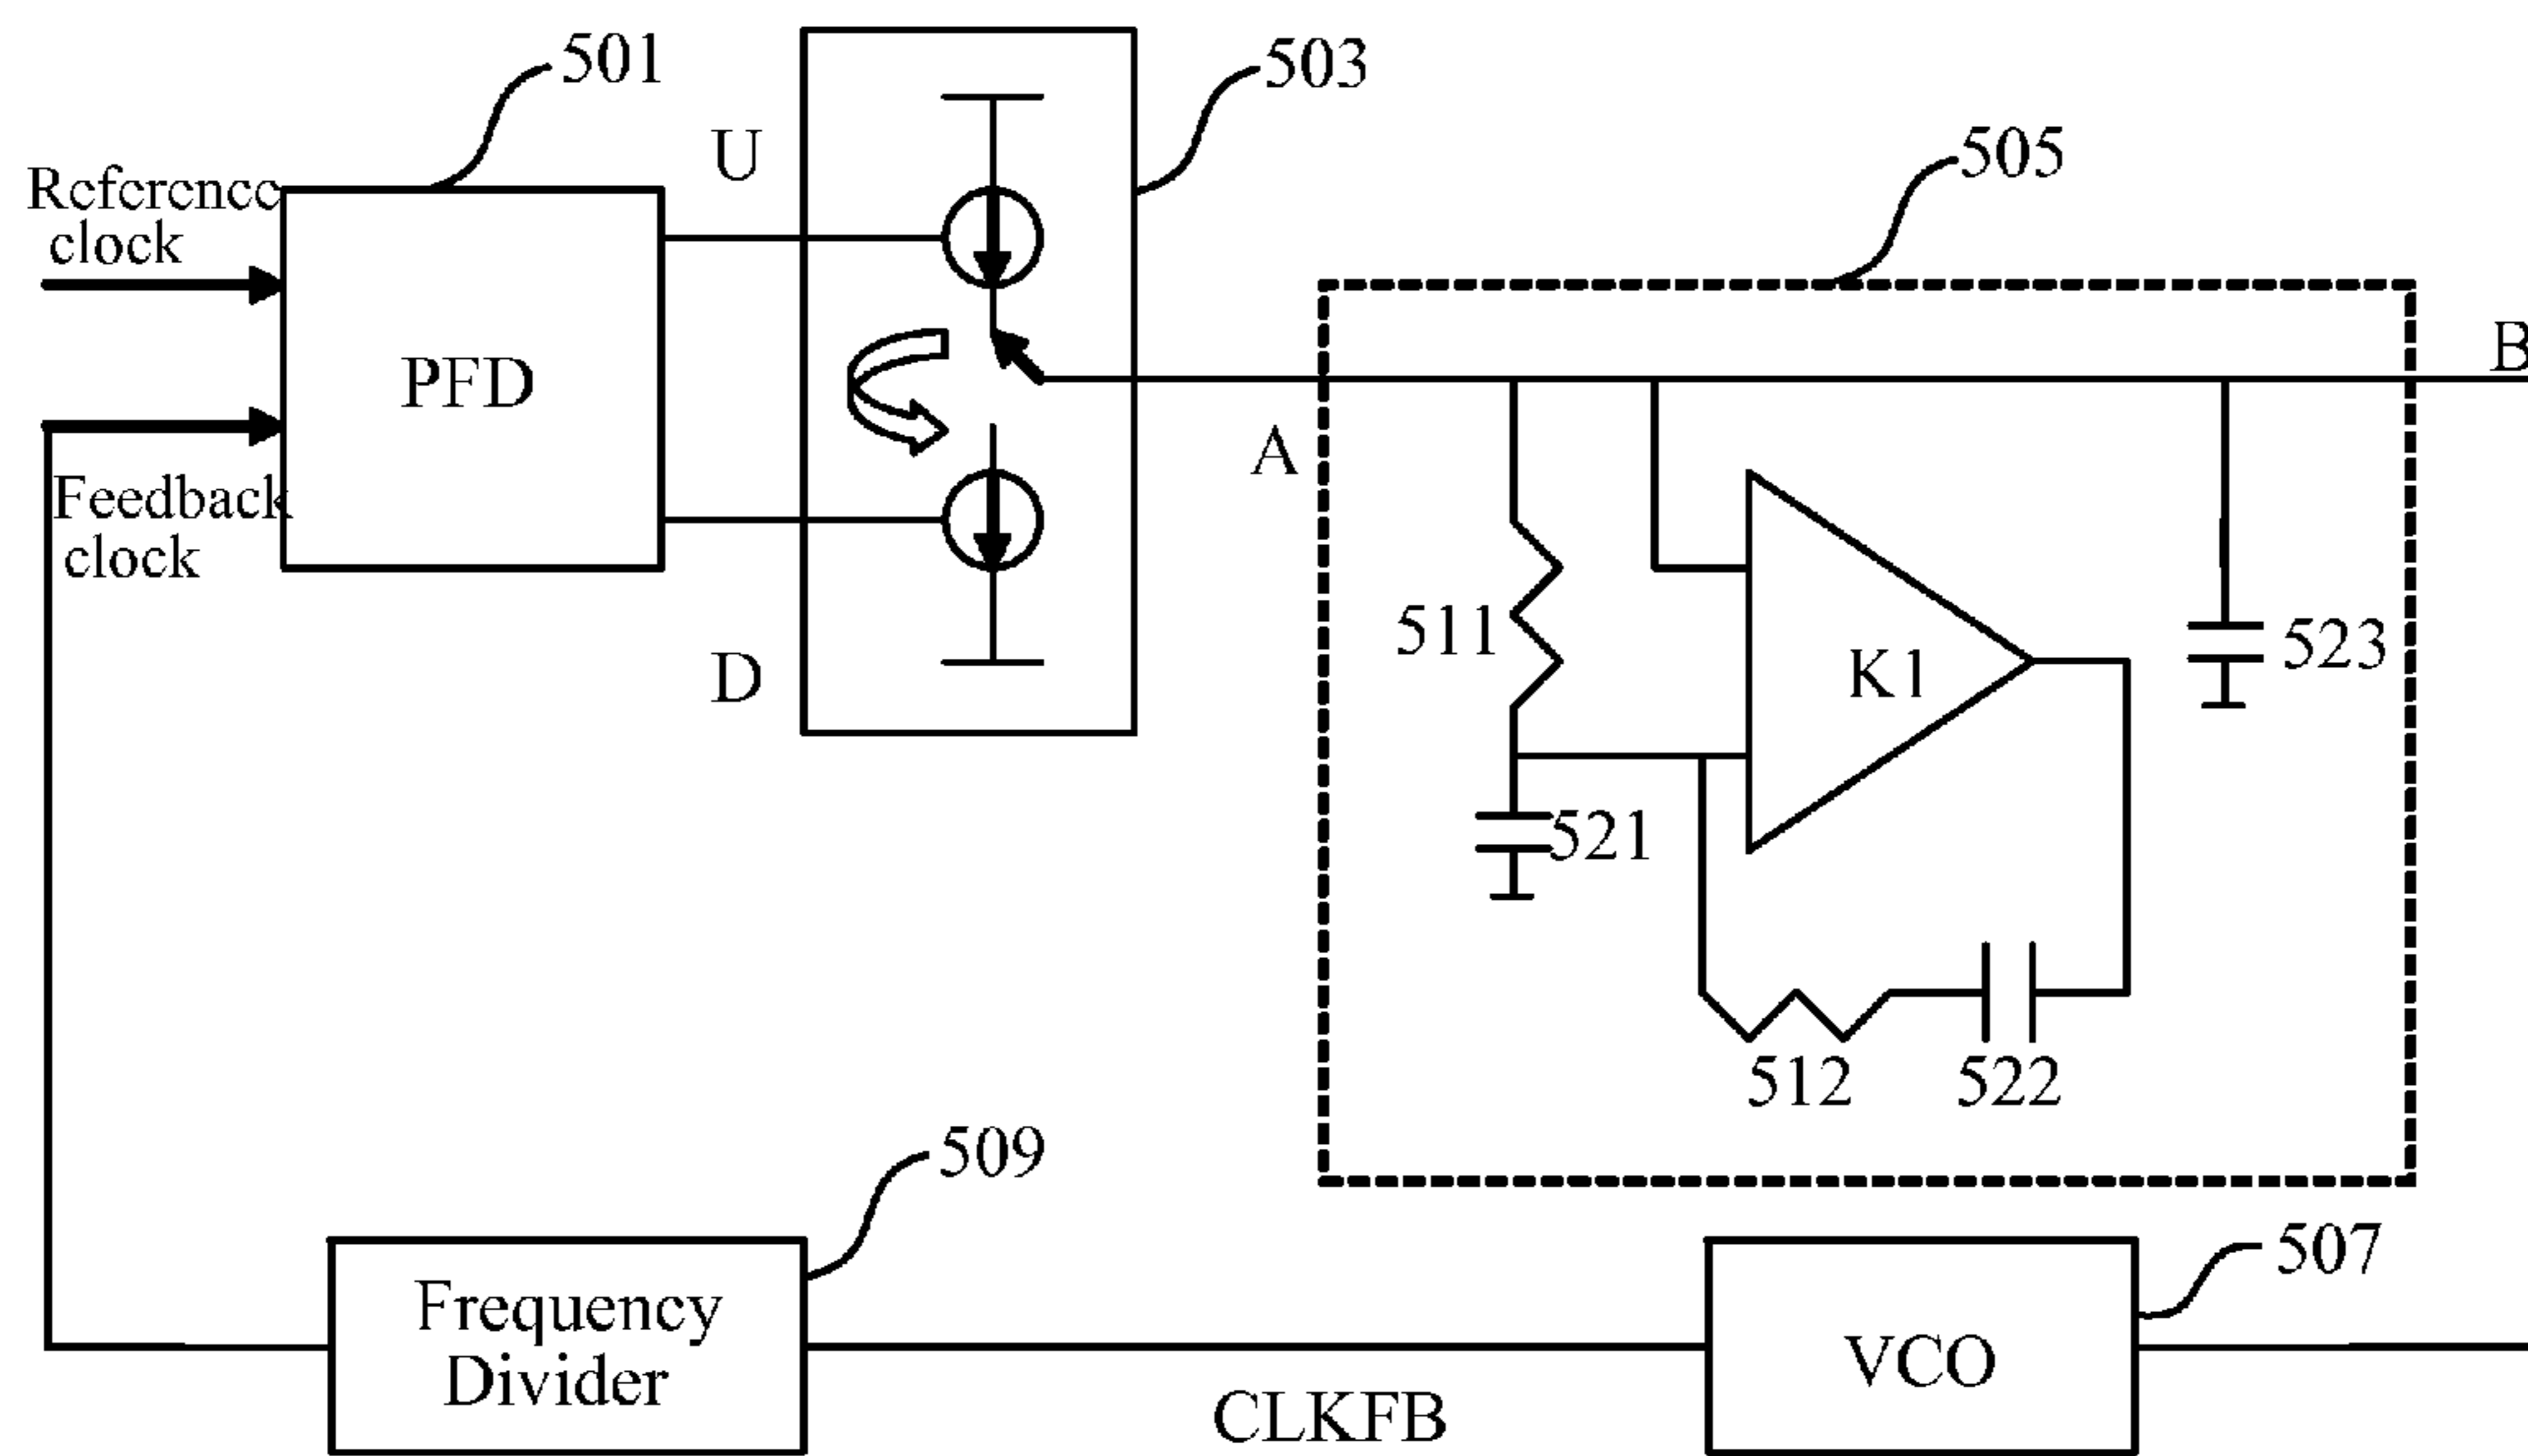 501
503
U
505
Reference
clock
B
PFD
A
Feedback
clock
511
K1
523
D
521
512
522
509
507
Frequency
Divider
VCO
CLKFB